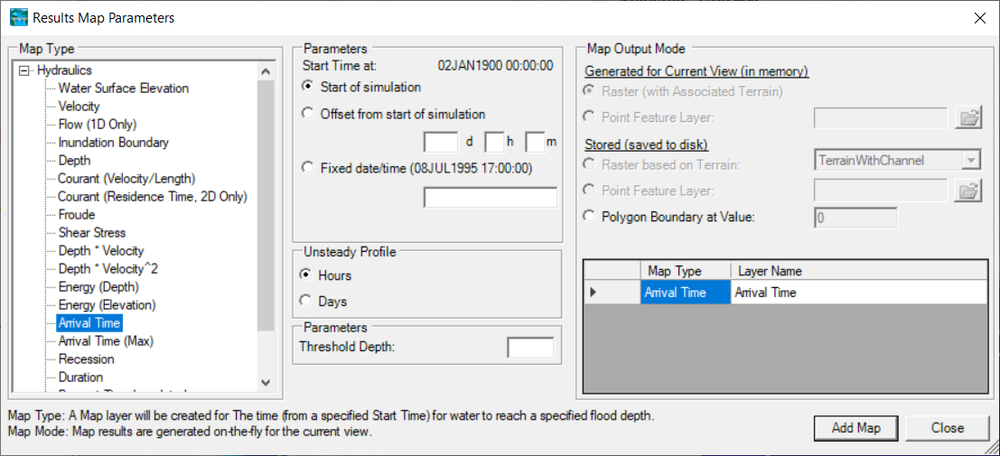 Results Map Parameters
Map Type
Hydraulics
Water Surface Elevation
Velocity
Flow (1D Only)
Inundation Boundary
Depth
Courant (Velocity/Length)
Courant (Residence Time, 2D Only)
Froude
Shear Stress
Depth * Velocity
Depth * Velocity^2
Energy (Depth)
Energy (Elevation)
Arrival Time
Arrival Time (Max)
Recession
Duration
Parameters
Start Time at: 02JAN1900 00:00:00
Start of simulation
Offset from start of simulation
d h m
Fixed date/time (08JUL1995 17:00:00)
Unsteady Profile
Hours
Days
Parameters
Threshold Depth:
Map Output Mode
Generated for Current View (in memory)
Raster (with Associated Terrain)
Point Feature Layer:
Stored (saved to disk)
Raster based on Terrain: TerrainWithChannel
Point Feature Layer:
Polygon Boundary at Value: 0
Map Type Layer Name
Arrival Time Arrival Time
Map Type: A Map layer will be created for The time (from a specified Start Time) for water to reach a specified flood depth.
Map Mode: Map results are generated on-the-fly for the current view.
Add Map Close